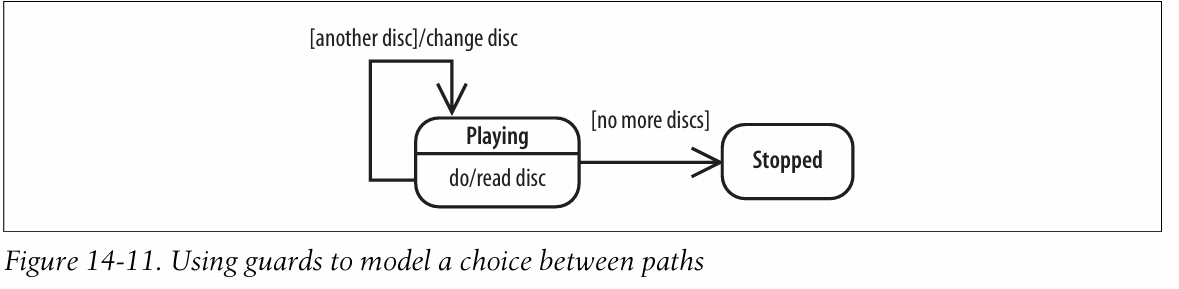 [another disc]/change disc
Playing
do/read disc
[no more discs]
Stopped
Figure 14-11. Using guards to model a choice between paths